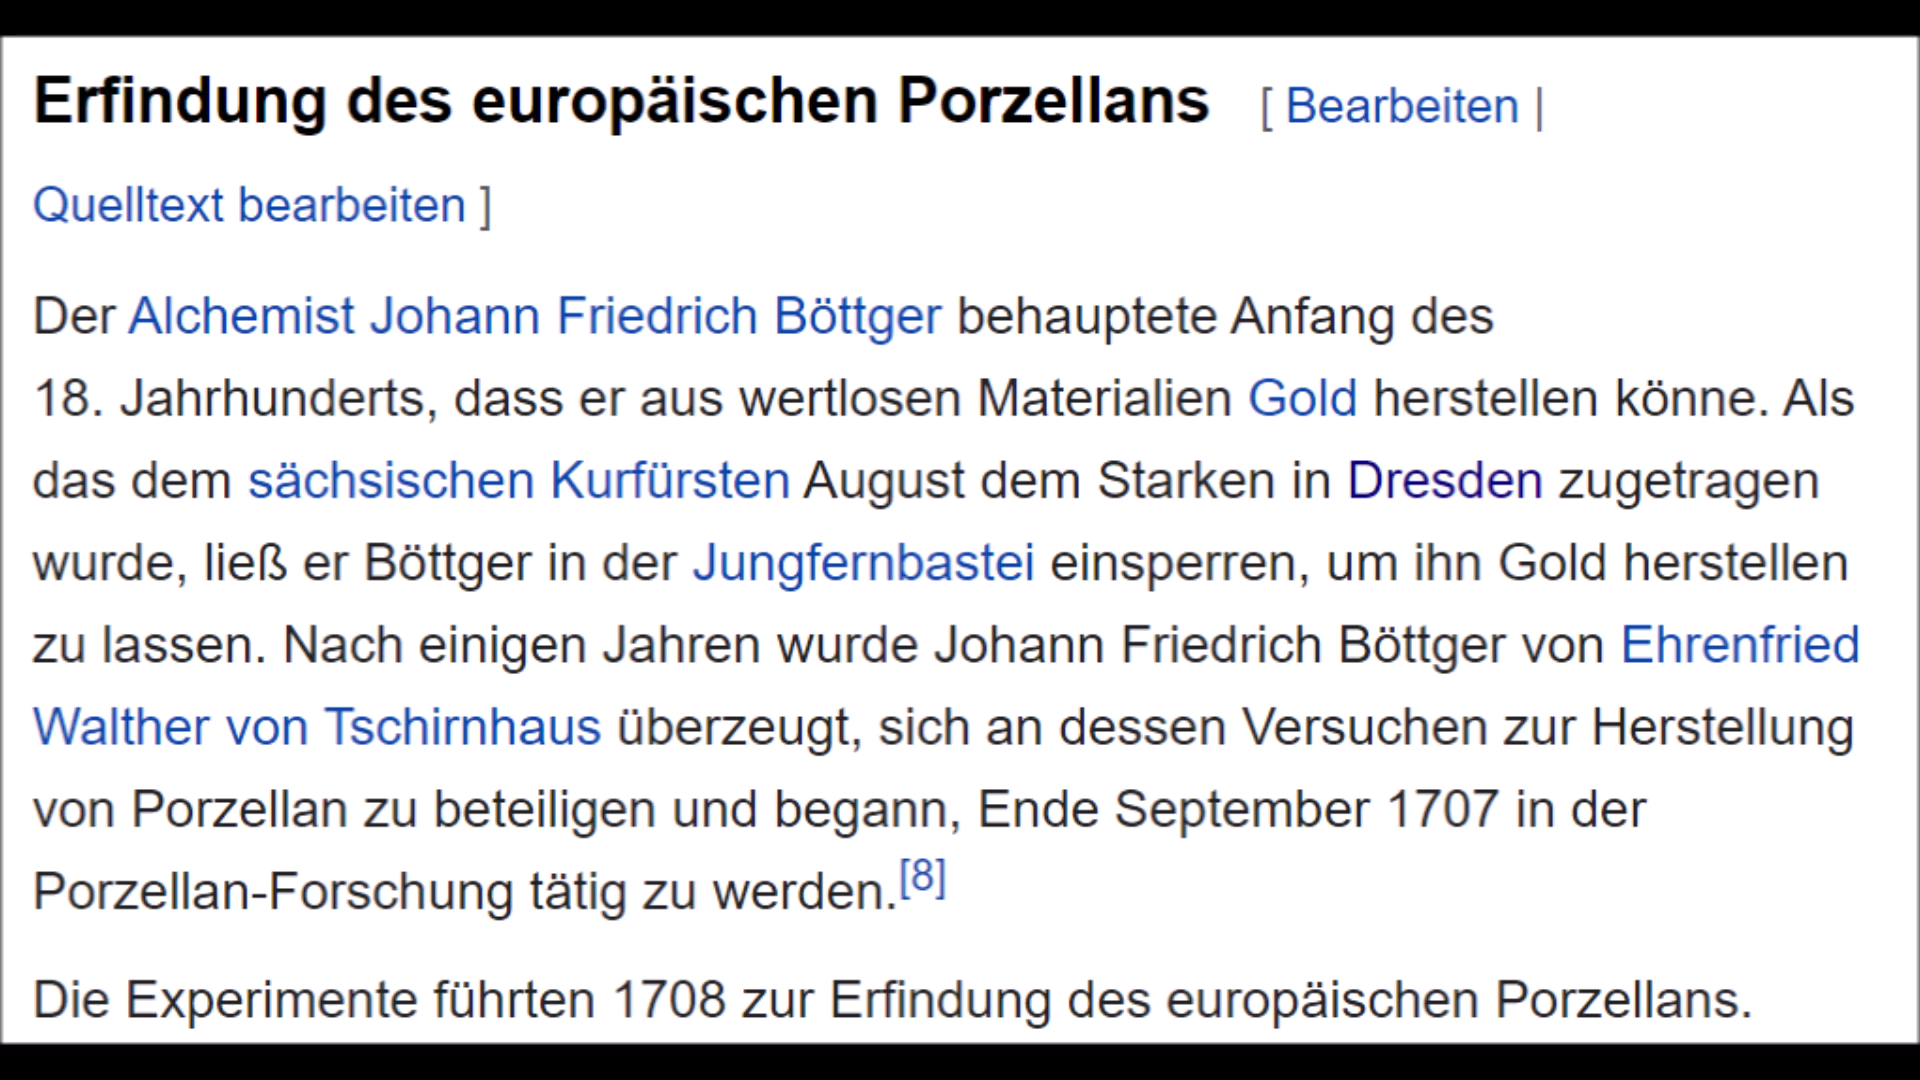 Erfindung des europäischen Porzellans [ Bearbeiten |
Quelltext bearbeiten ]
Der Alchemist Johann Friedrich Böttger behauptete Anfang des
18. Jahrhunderts, dass er aus wertlosen Materialien Gold herstellen könne. Als
das dem sächsischen Kurfürsten August dem Starken in Dresden zugetragen
wurde, ließ er Böttger in der Jungfernbastei einsperren, um ihn Gold herstellen
zu lassen. Nach einigen Jahren wurde Johann Friedrich Böttger von Ehrenfried
Walther von Tschirnhaus überzeugt, sich an dessen Versuchen zur Herstellung
von Porzellan zu beteiligen und begann, Ende September 1707 in der
Porzellan-Forschung tätig zu werden.[8]
Die Experimente führten 1708 zur Erfindung des europäischen Porzellans.